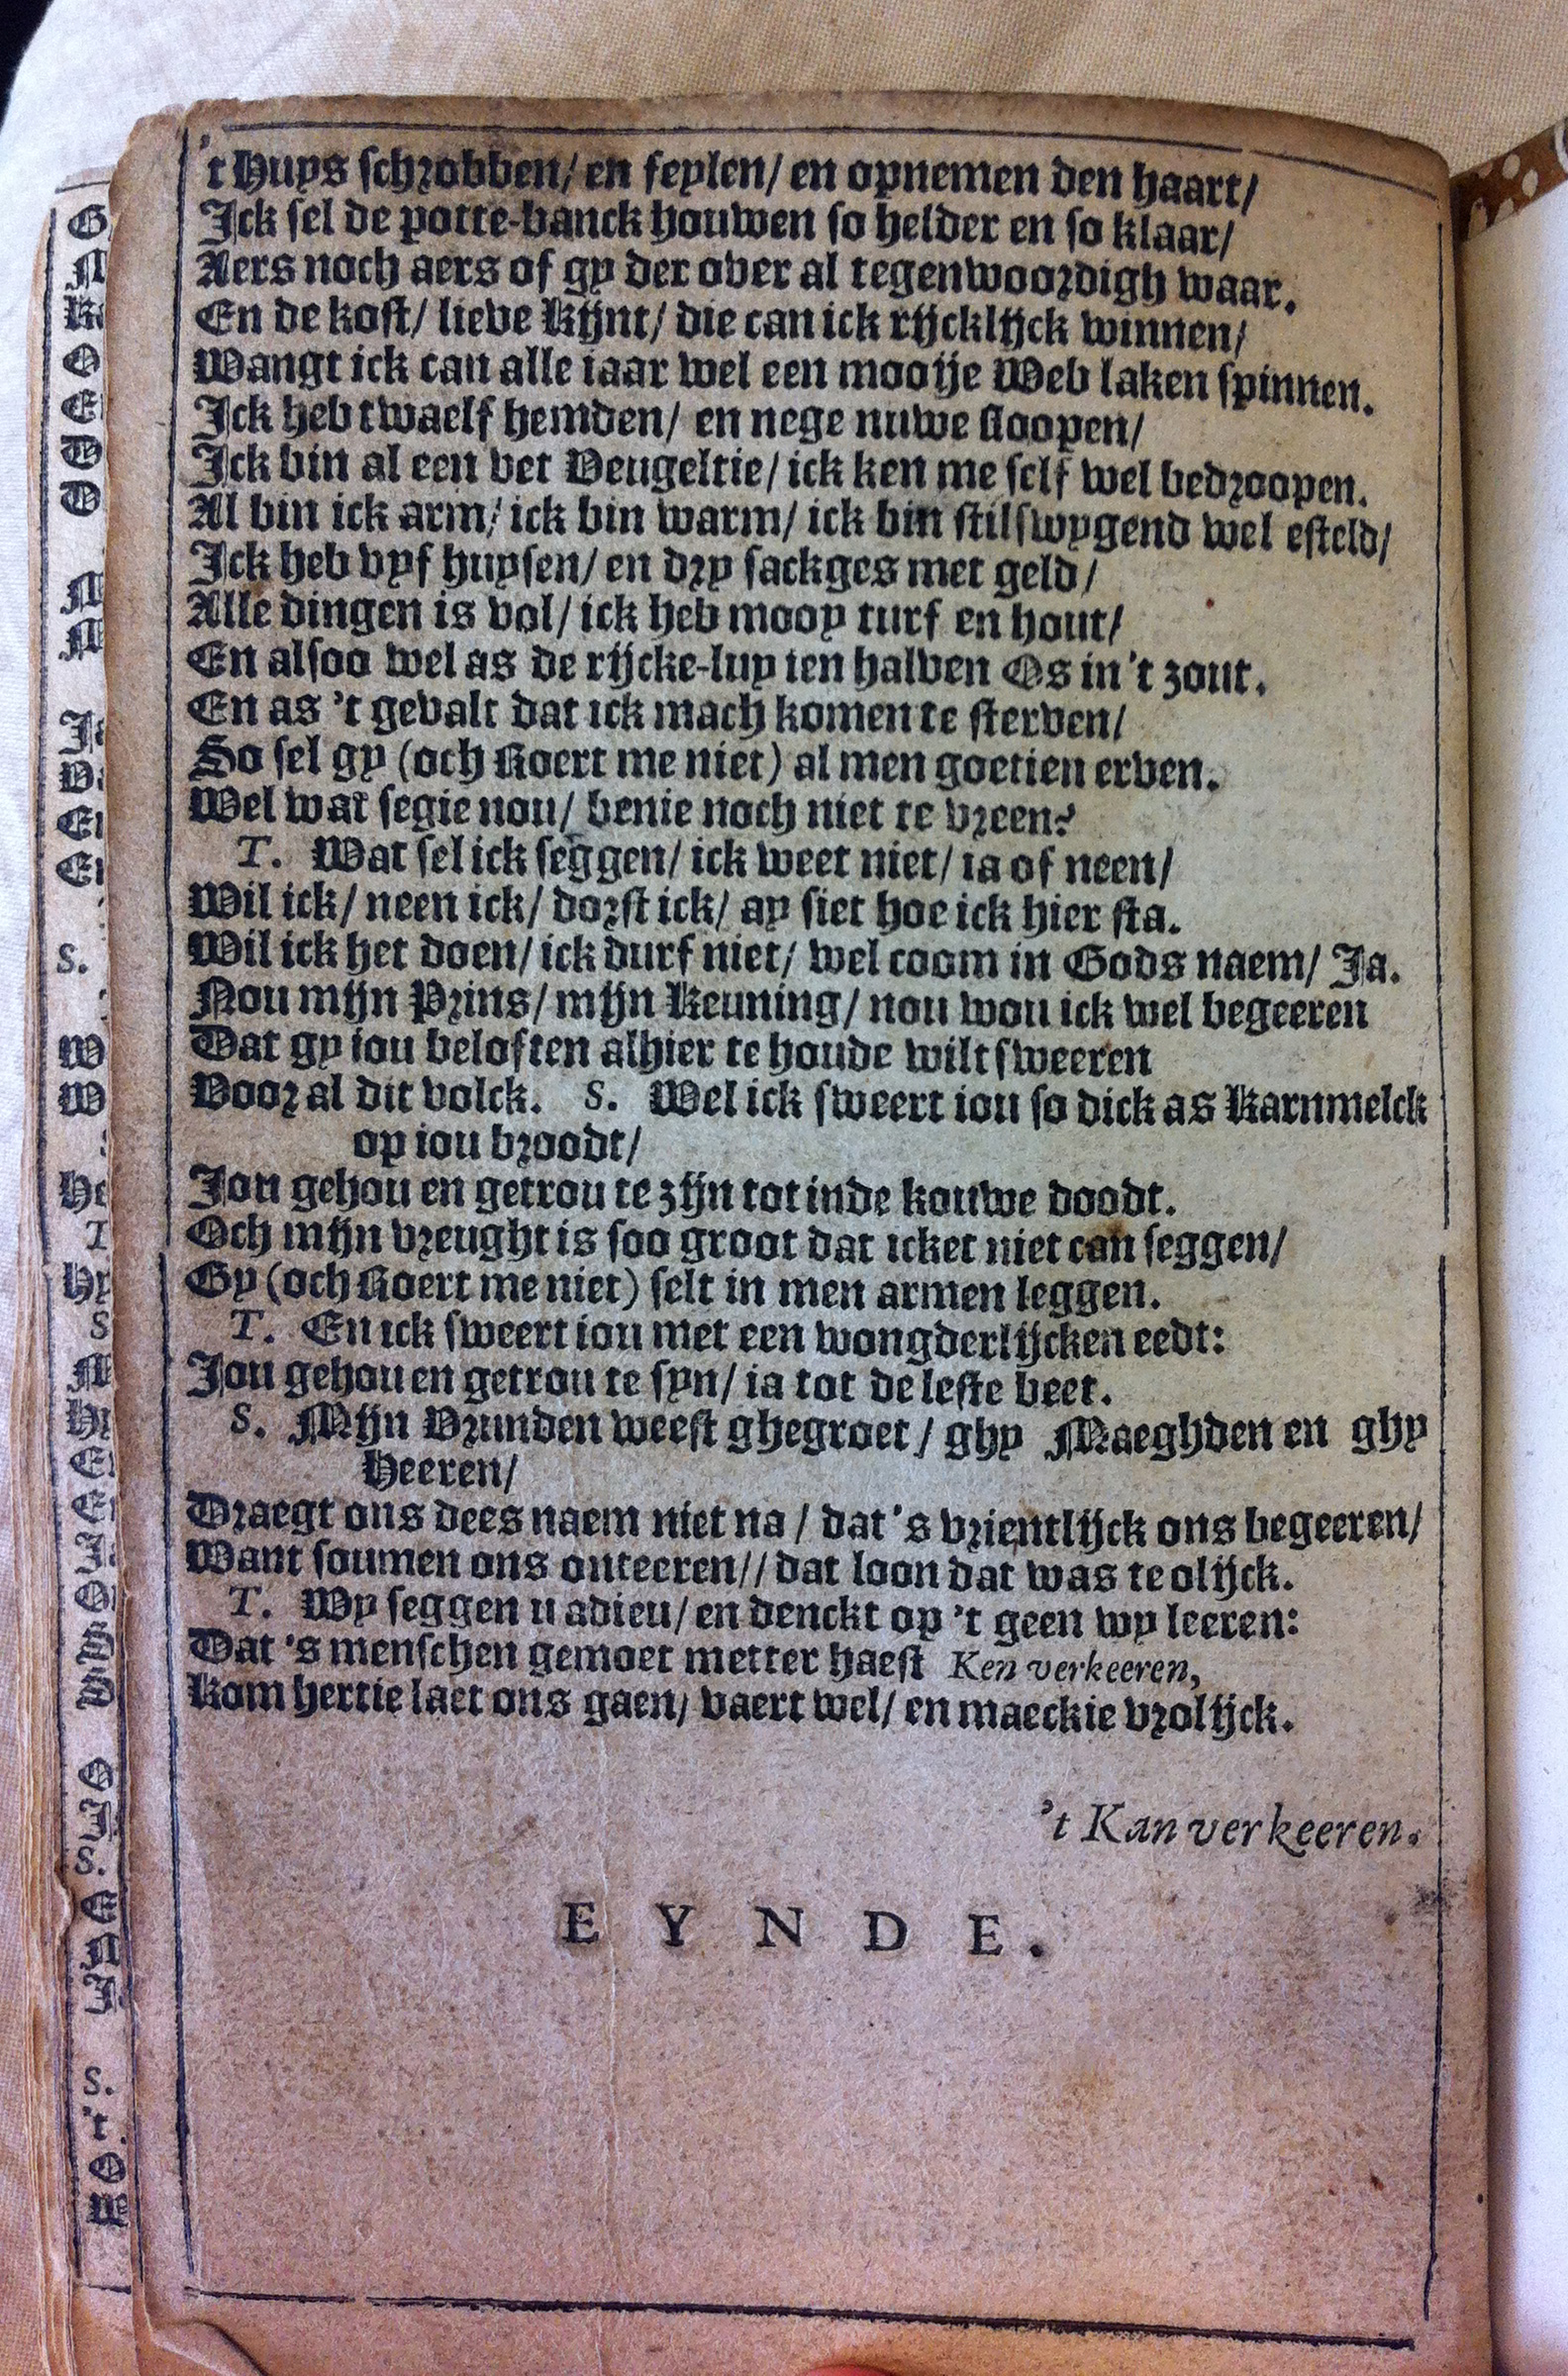 't Huys schrobben/ en feylen/ en opnemen den haart/
Ick sel de potte-banck houwen so helder en so klaar/
Aers noch aers of gy der over al tegenwoordigh waar.
En de kost/ lieve Kijnt/ die can ick rijcklijck winnen/
Wangt ick can alle iaar wel een mooije Web laken spinnen.
Ick heb twaelf hemden/ en nege nuwe sloopen/
Ick bin al een vet Veugeltie/ ick ken me self wel bedroopen.
Al bin ick arm/ ick bin warm/ ick bin stilswygend wel esteld/
Ick heb vyf huysen/ en dry sackges met geld/
Alle dingen is vol/ ick heb mooy turf en hout/
En alsoo wel as de rijcke-luy ien halven Os in 't zout.
En as 't gevalt dat ick mach komen te sterven/
So sel gy (och Roert me niet) al men goetien erven.
Wel wat segie nou/ benie noch niet te vreen?
T. Wat sel ick seggen/ ick weet niet/ ia of neen/
Wil ick/ neen ick/ dorst ick/ ay siet hoe ick hier sta.
Wil ick het doen/ ick durf niet/ wel coom in Gods naem/ Ja.
Nou mijn Prins/ mijn Keuning/ nou wou ick wel begeeren
Dat gy iou beloften alhier te houde wilt sweeren
Voor al dit volck. S. Wel ick sweert iou so dick as Karnmelck
op iou broodt/
Jou gehou en getrou te zijn tot inde kouwe doodt.
Och mijn vreught is soo groot dat icket niet can seggen/
Gy (och Roert me niet) selt in men armen leggen.
T. En ick sweert iou met een wongderlijcken eedt:
Jou gehou en getrou te syn/ ia tot de leste beet.
S. Mijn Vrunden weest ghegroet/ ghy Maeghden en ghy
Heeren/
Draegt ons dees naem niet na/ dat 's vrientlijck ons begeeren/
Want soumen ons onteeren// dat loon dat was te olijck.
T. Wy seggen u adieu/ en denckt op 't geen wy leeren:
Dat 's menschen gemoet metter haest Ken verkeeren,
Kom hertie laet ons gaen/ vaert wel/ en maeckie vrolijck.
't Kan verkeeren.
EYNDE.